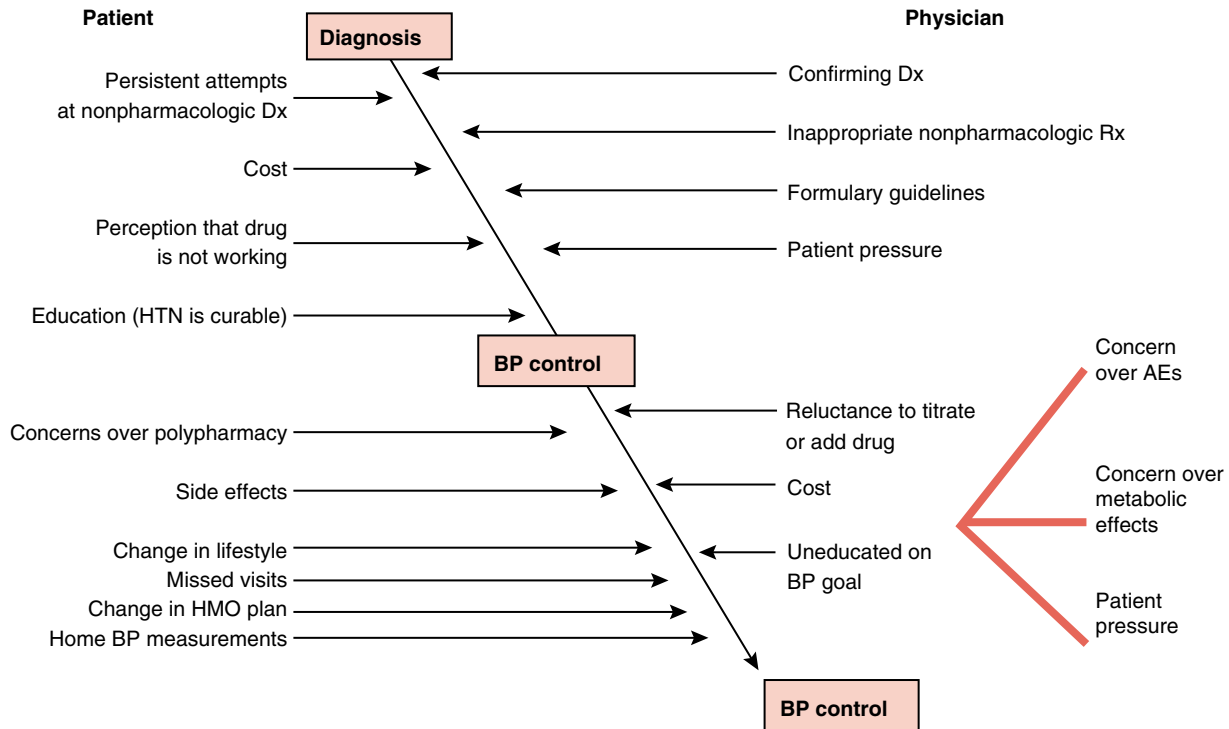 Patient
Physician
Diagnosis
Persistent attempts
at nonpharmacologic Dx
Confirming Dx
Inappropriate nonpharmacologic Rx
Cost
Formulary guidelines
Perception that drug
is not working
Patient pressure
Education (HTN is curable)
BP control
Concerns over polypharmacy
Reluctance to titrate
or add drug
Side effects
Cost
Change in lifestyle
Uneducated on
BP goal
Missed visits
Change in HMO plan
Home BP measurements
Concern
over AEs
Concern over
metabolic
effects
Patient
pressure
BP control